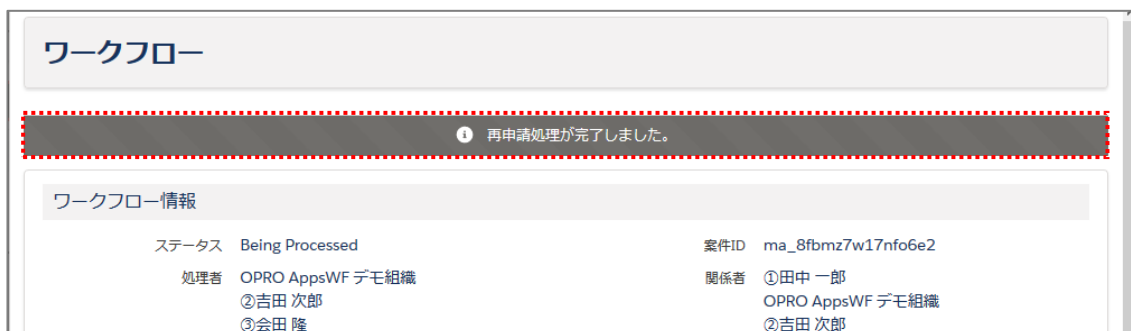 ワークフロー
再申請処理が完了しました。
ワークフロー情報
ステータス Being Processed 案件ID ma_8fbmz7w17nfo6e2
処理者 OPRO AppsWF デモ組織 関係者 ①田中 一郎
②吉田 次郎 OPRO AppsWF デモ組織
③会田 隆 ②吉田 次郎